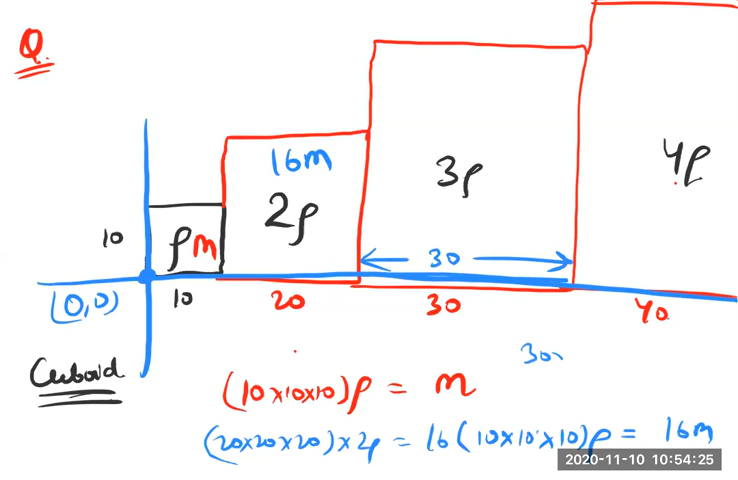 Q.
16m
10
ρ m
2ρ
3ρ
4ρ
30
(0,0)
10
20
30
40
Cuboid
30×
(10×10×10)ρ = m
(20×20×20)×2ρ = 16(10×10×10)ρ = 16m
2020-11-10 10:54:25